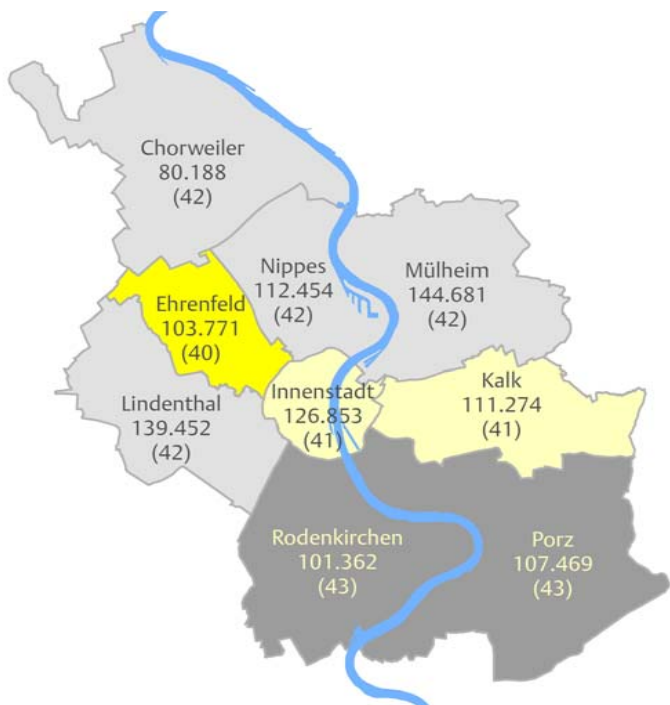 Chorweiler
80.188
(42)
Nippes
112.454
(42)
Mülheim
144.681
(42)
Ehrenfeld
103.771
(40)
Innenstadt
126.853
(41)
Kalk
111.274
(41)
Lindenthal
139.452
(42)
Rodenkirchen
101.362
(43)
Porz
107.469
(43)